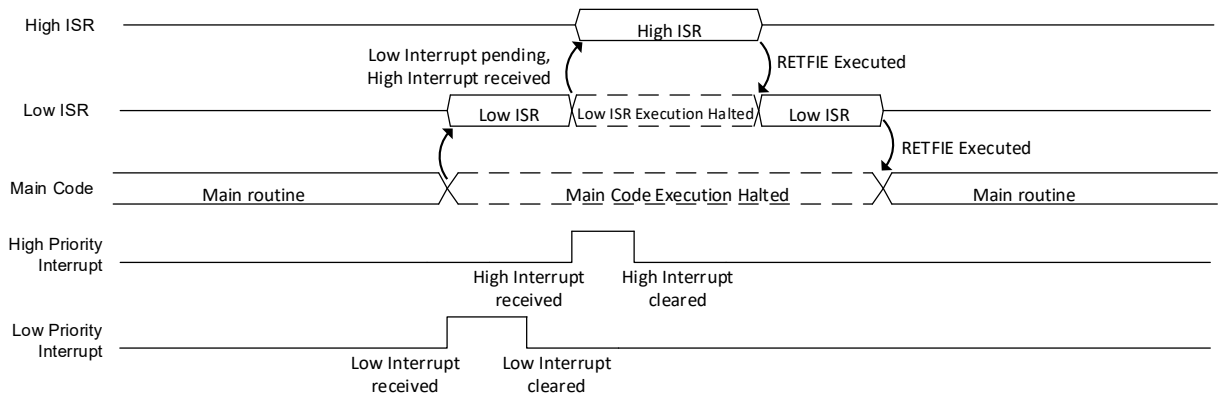 High ISR
High ISR
Low Interrupt pending,
High Interrupt received
RETFIE Executed
Low ISR
Low ISR
Low ISR Execution Halted
Low ISR
RETFIE Executed
Main Code
Main routine
Main Code Execution Halted
Main routine
High Priority
Interrupt
High Interrupt
received
High Interrupt
cleared
Low Priority
Interrupt
Low Interrupt
received
Low Interrupt
cleared